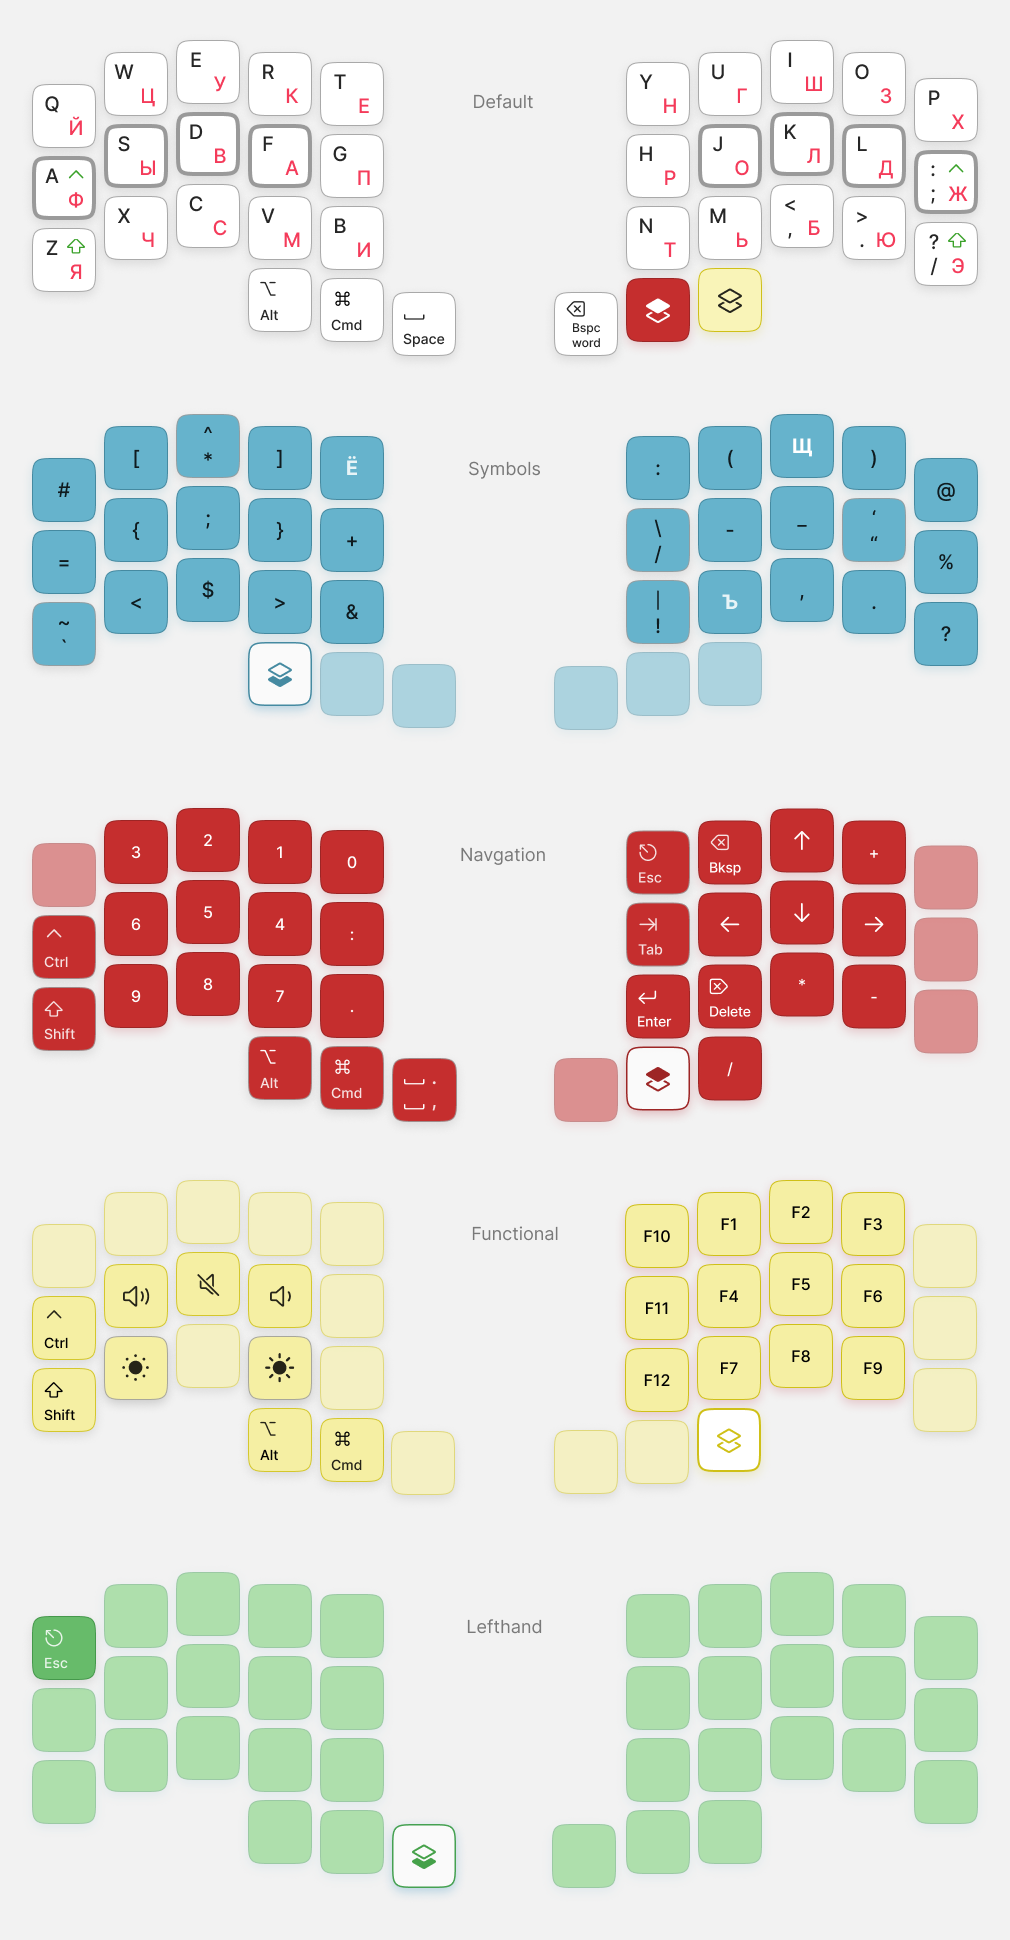 Default
Q Й
W Ц
E У
R К
T Е
Y Н
U Г
I Ш
O З
P Х
A Ф
S Ы
D В
F А
G П
H Р
J О
K Л
L Д
: ; Ж
Z Я
X Ч
C С
V М
B И
N Т
M Ь
< , Б
> . Ю
? / Э
Alt
Cmd
Space
Bspc
word
Symbols
#
[
^
*
]
Ё
:
(
Щ
)
@
=
{
;
}
+
\
/
-
_
‘
“
%
~
`
<
$
>
&
|
!
Ъ
,
.
?
Navgation
3
2
1
0
Esc
Bksp
↑
+
Ctrl
6
5
4
:
Tab
←
↓
→
Shift
9
8
7
.
Enter
Delete
*
-
Alt
Cmd
.
,
/
Functional
F10
F1
F2
F3
Ctrl
F11
F4
F5
F6
Shift
F12
F7
F8
F9
Alt
Cmd
Lefthand
Esc